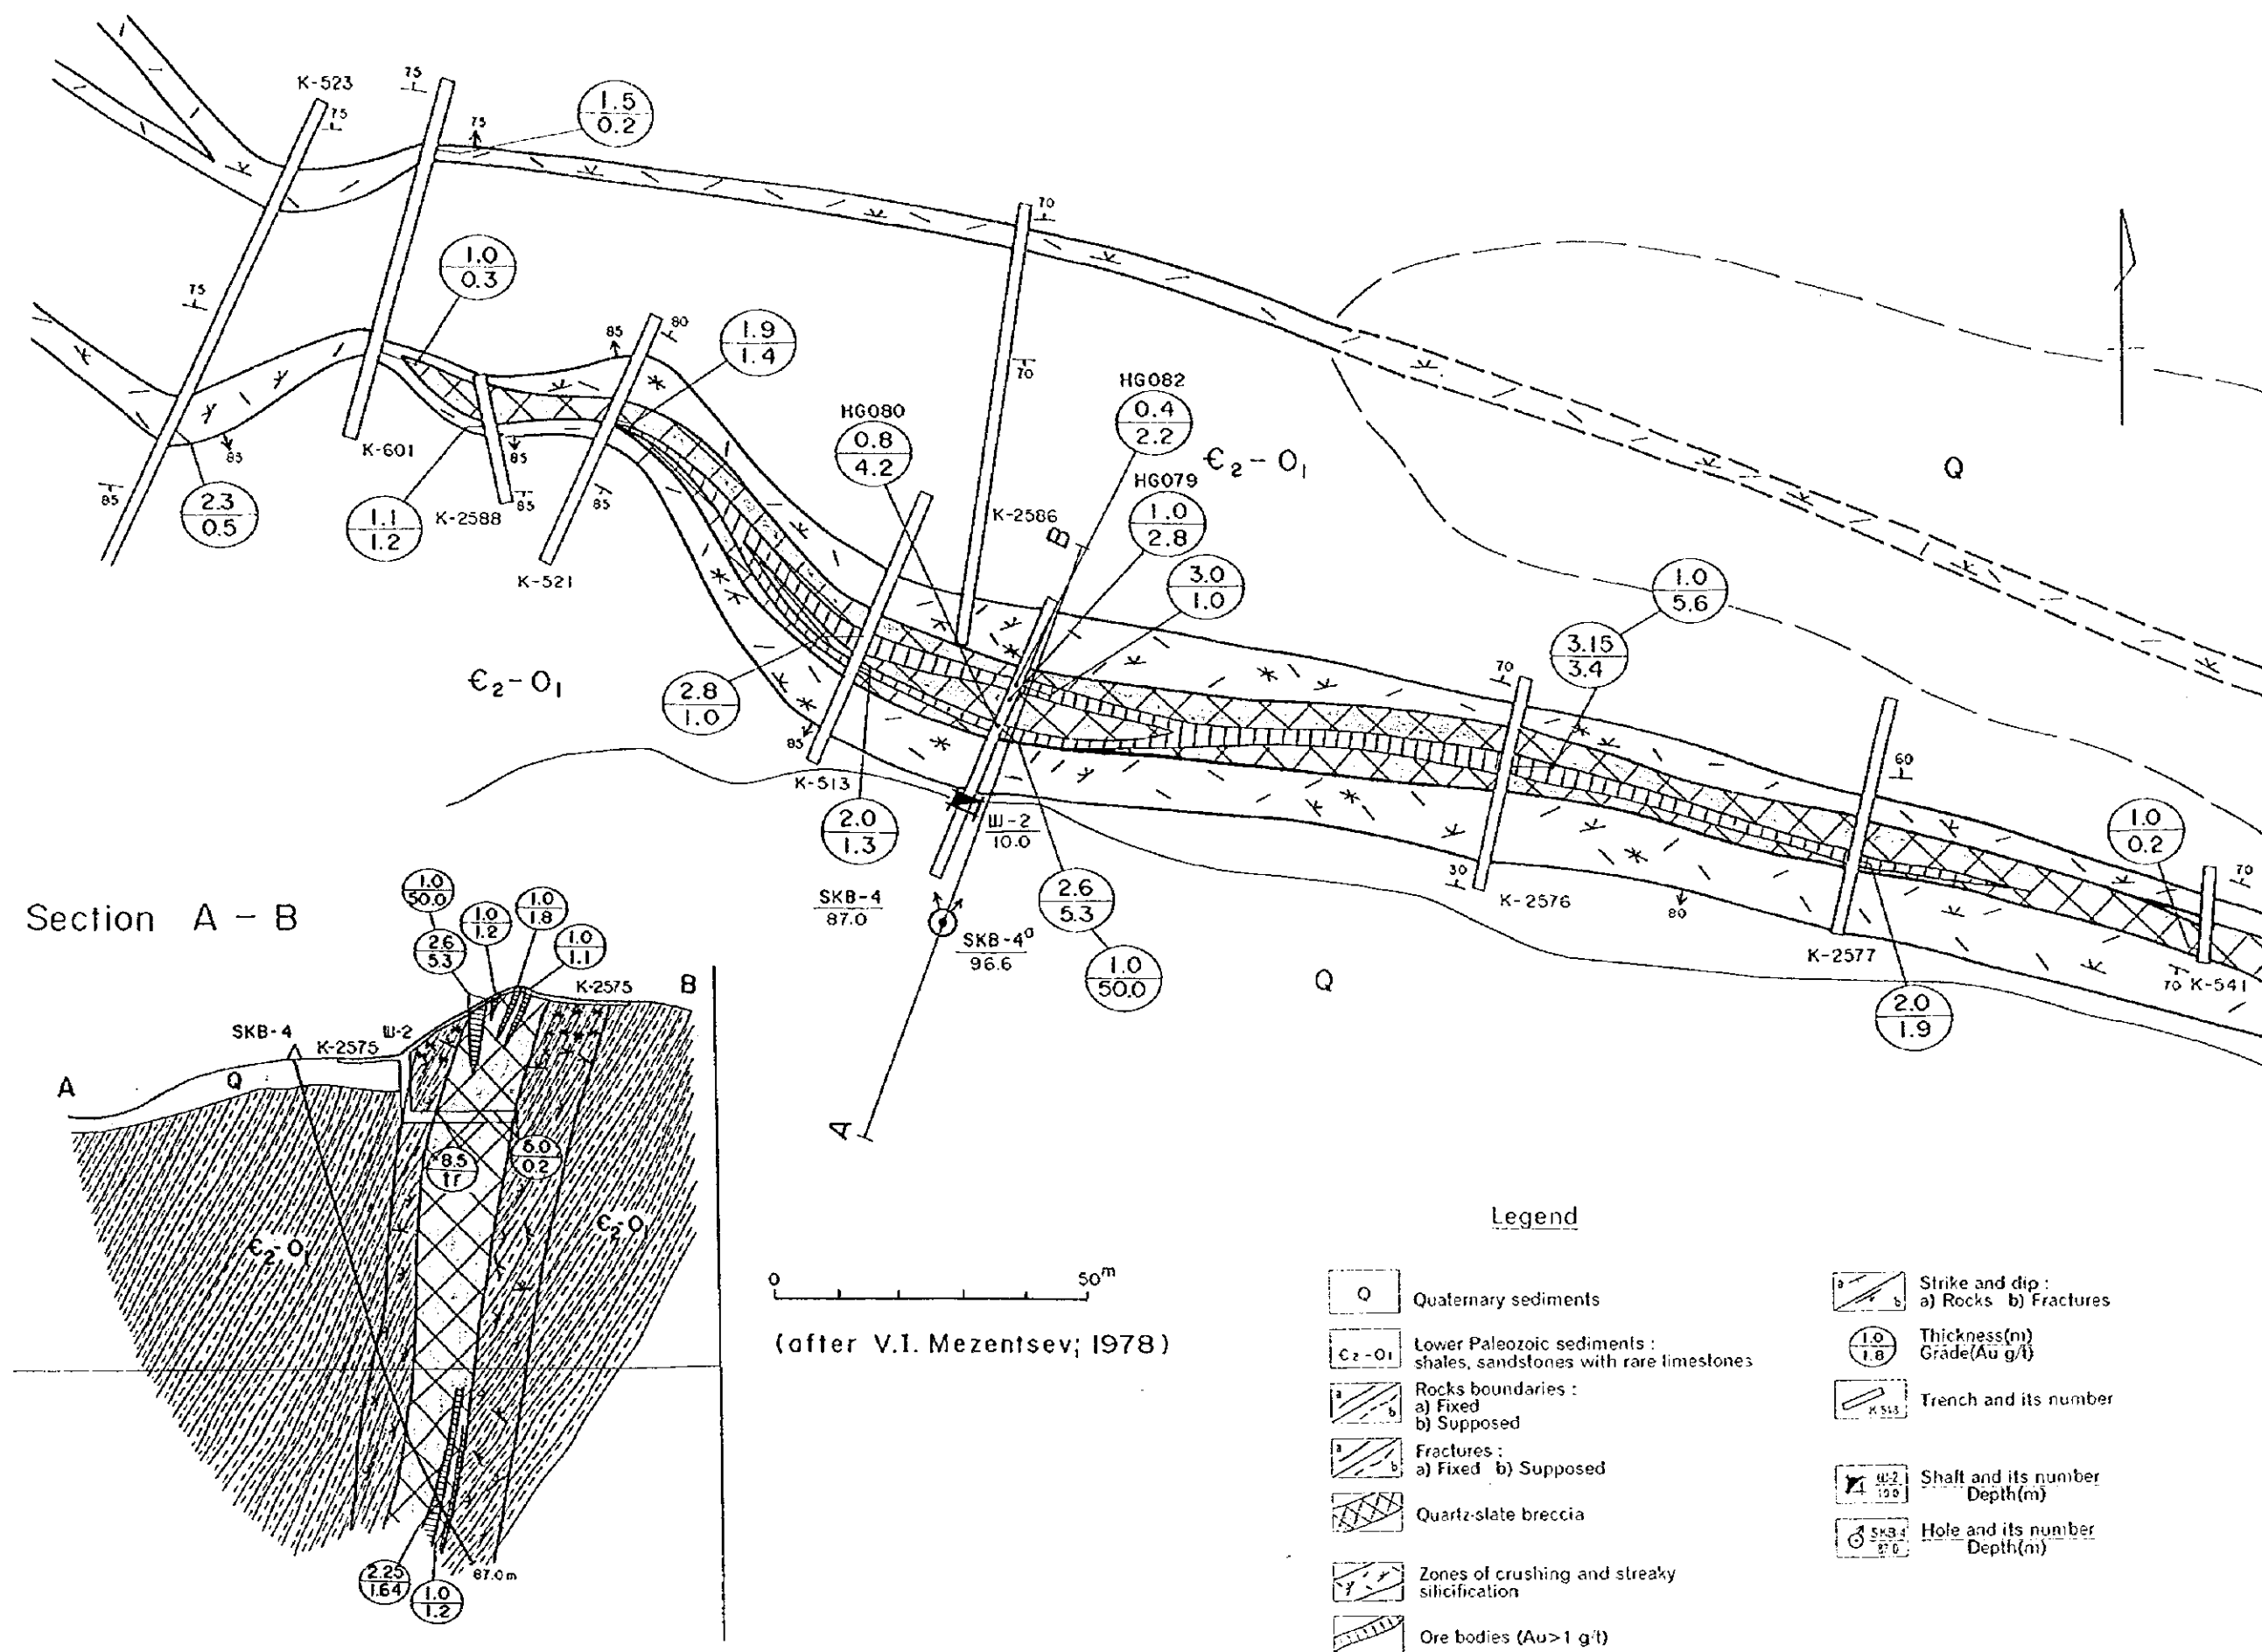 K-523
75
75
1.5
0.2
75
75
1.0
0.3
85
80
1.9
1.4
70
70
HG082
0.4
2.2
HG080
0.8
4.2
Є₂-O₁
Q
HG079
1.0
2.8
K-601
85
85
2.3
0.5
1.1
1.2
K-2588
85
85
85
K-521
K-2586
B
3.0
1.0
1.0
5.6
3.15
3.4
Є₂-O₁
2.8
1.0
70
85
K-513
2.0
1.3
Ш-2
10.0
60
1.0
0.2
70
30
K-2576
80
K-2577
70 K-541
SKB-4
87.0
SKB-4ª
96.6
2.6
5.3
1.0
50.0
Q
2.0
1.9
A
Section A - B
1.0
50.0
1.0
1.2
1.0
1.8
2.6
5.3
1.0
1.1
K-2575
B
SKB-4
K-2575
Ш-2
A
Q
8.5
tr
6.0
0.2
Є₂-O₁
Є₂-O₁
2.25
1.64
1.0
1.2
87.0m
0 50m
(after V.I. Mezentsev; 1978)
Legend
Q Quaternary sediments
Є₂-O₁ Lower Paleozoic sediments :
shales, sandstones with rare limestones
a b Rocks boundaries :
a) Fixed
b) Supposed
a b Fractures :
a) Fixed b) Supposed
Quartz-slate breccia
Zones of crushing and streaky
silicification
Ore bodies (Au>1 g/t)
a b Strike and dip :
a) Rocks b) Fractures
1.0 Thickness(m)
1.8 Grade(Au g/t)
K 513 Trench and its number
Ш-2 Shaft and its number
10.0 Depth(m)
SKB-4 Hole and its number
87.0 Depth(m)